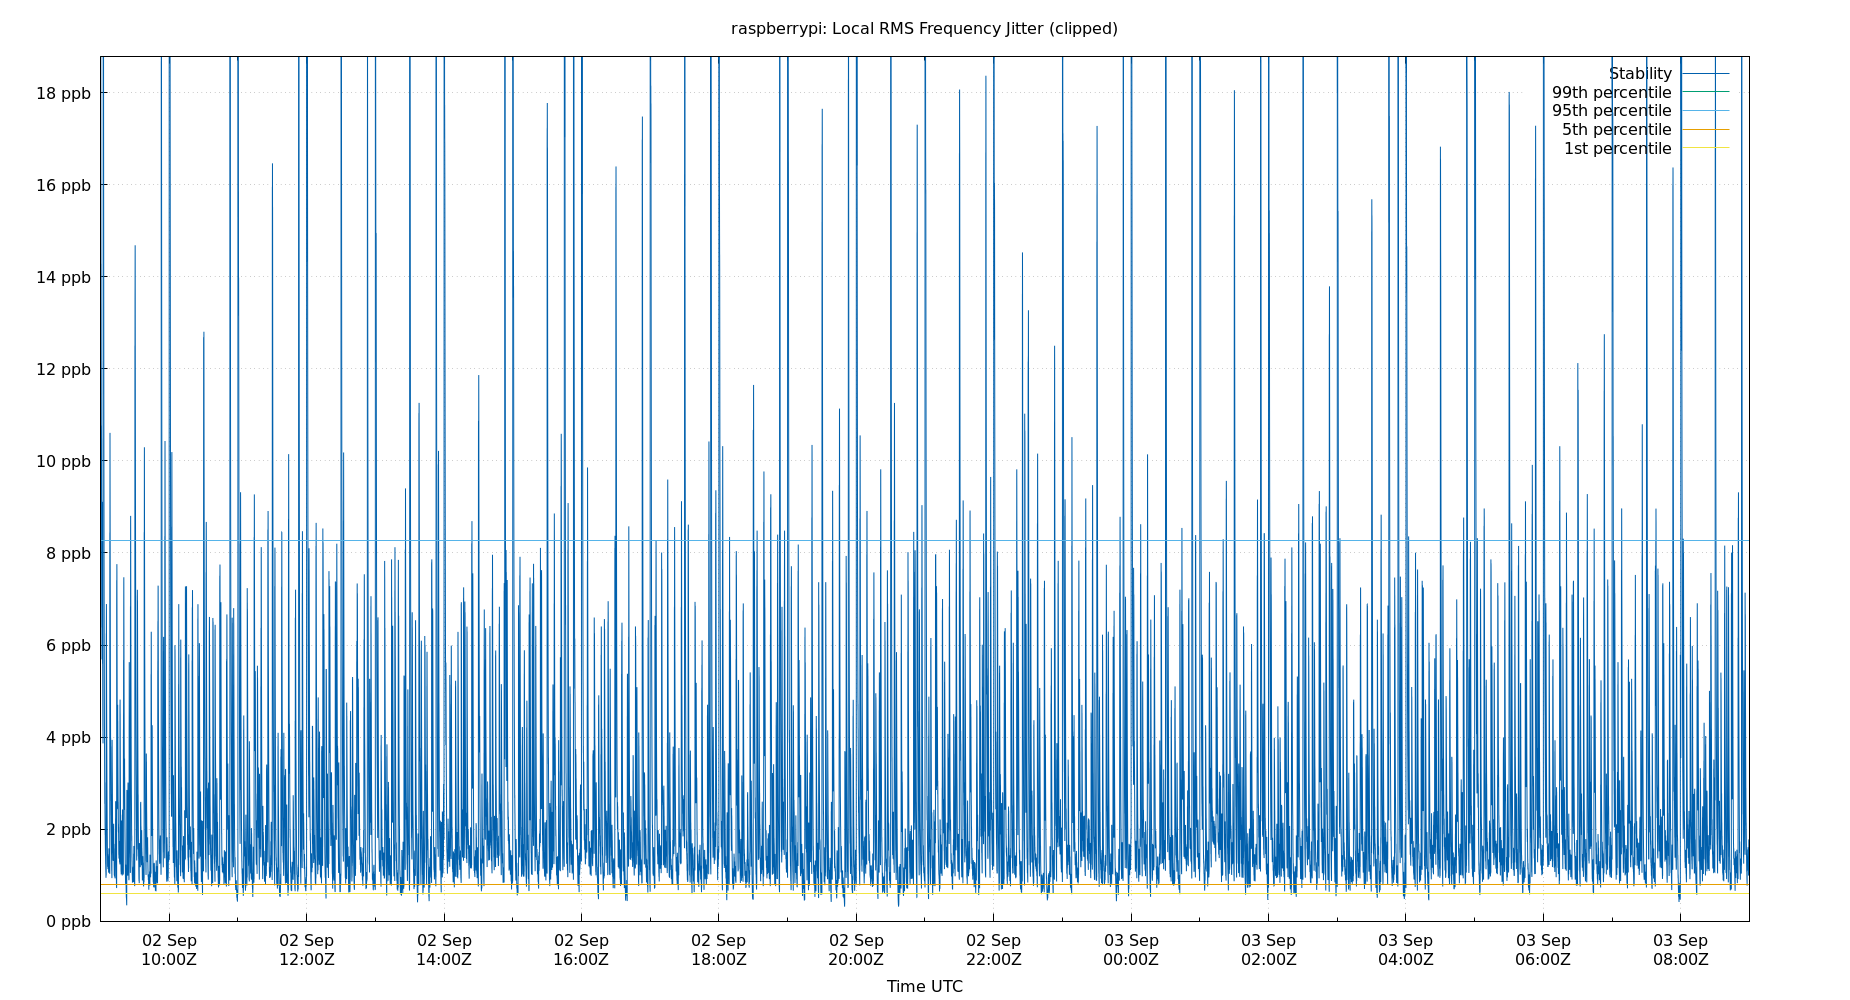 raspberrypi: Local RMS Frequency Jitter (clipped)
Stability
99th percentile
95th percentile
5th percentile
1st percentile
18 ppb
16 ppb
14 ppb
12 ppb
10 ppb
8 ppb
6 ppb
4 ppb
2 ppb
0 ppb
02 Sep 02 Sep 02 Sep 02 Sep 02 Sep 02 Sep 02 Sep 03 Sep 03 Sep 03 Sep 03 Sep 03 Sep
10:00Z 12:00Z 14:00Z 16:00Z 18:00Z 20:00Z 22:00Z 00:00Z 02:00Z 04:00Z 06:00Z 08:00Z
Time UTC